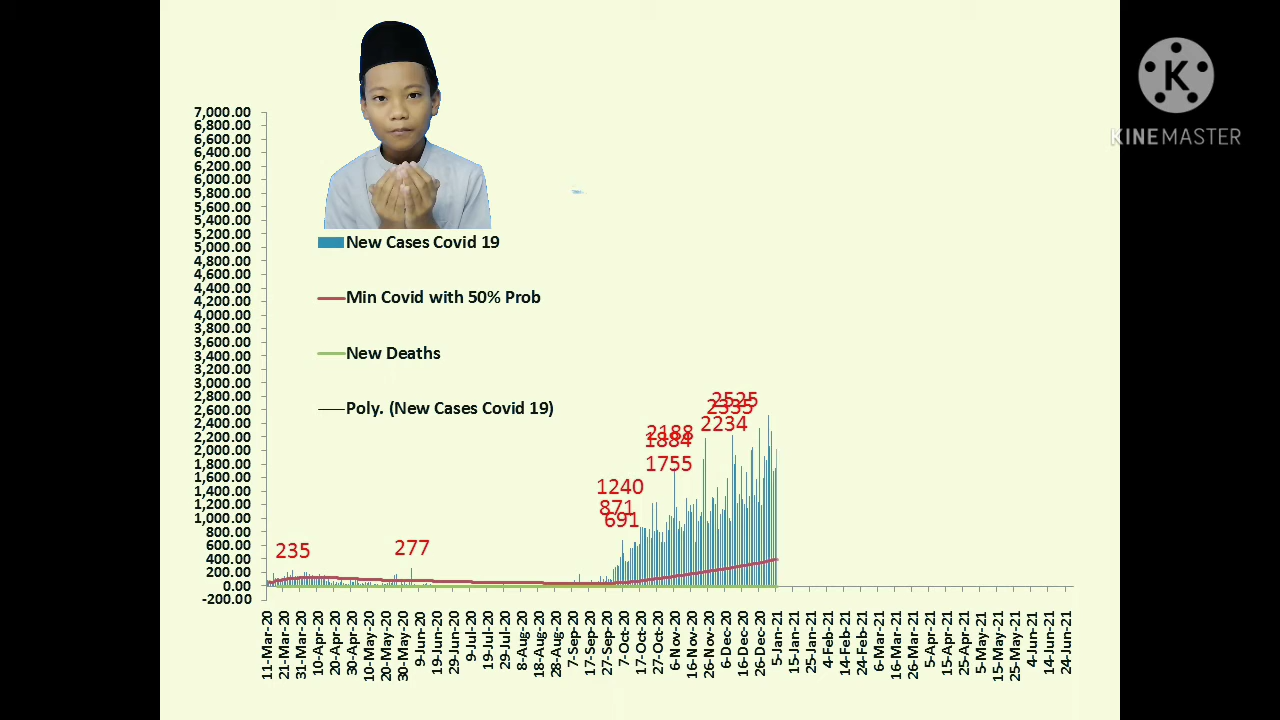 K
KINEMASTER
7,000.00
6,800.00
6,600.00
6,400.00
6,200.00
6,000.00
5,800.00
5,600.00
5,400.00
5,200.00
5,000.00
4,800.00
4,600.00
4,400.00
4,200.00
4,000.00
3,800.00
3,600.00
3,400.00
3,200.00
3,000.00
2,800.00
2,600.00
2,400.00
2,200.00
2,000.00
1,800.00
1,600.00
1,400.00
1,200.00
1,000.00
800.00
600.00
400.00
200.00
0.00
-200.00
New Cases Covid 19
Min Covid with 50% Prob
New Deaths
Poly. (New Cases Covid 19)
235
277
691
871
1240
1755
1884
2188
2234
2335
2525
11-Mar-20
21-Mar-20
31-Mar-20
10-Apr-20
20-Apr-20
30-Apr-20
10-May-20
20-May-20
30-May-20
9-Jun-20
19-Jun-20
29-Jun-20
9-Jul-20
19-Jul-20
29-Jul-20
8-Aug-20
18-Aug-20
28-Aug-20
7-Sep-20
17-Sep-20
27-Sep-20
7-Oct-20
17-Oct-20
27-Oct-20
6-Nov-20
16-Nov-20
26-Nov-20
6-Dec-20
16-Dec-20
26-Dec-20
5-Jan-21
15-Jan-21
25-Jan-21
4-Feb-21
14-Feb-21
24-Feb-21
6-Mar-21
16-Mar-21
26-Mar-21
5-Apr-21
15-Apr-21
25-Apr-21
5-May-21
15-May-21
25-May-21
4-Jun-21
14-Jun-21
24-Jun-21